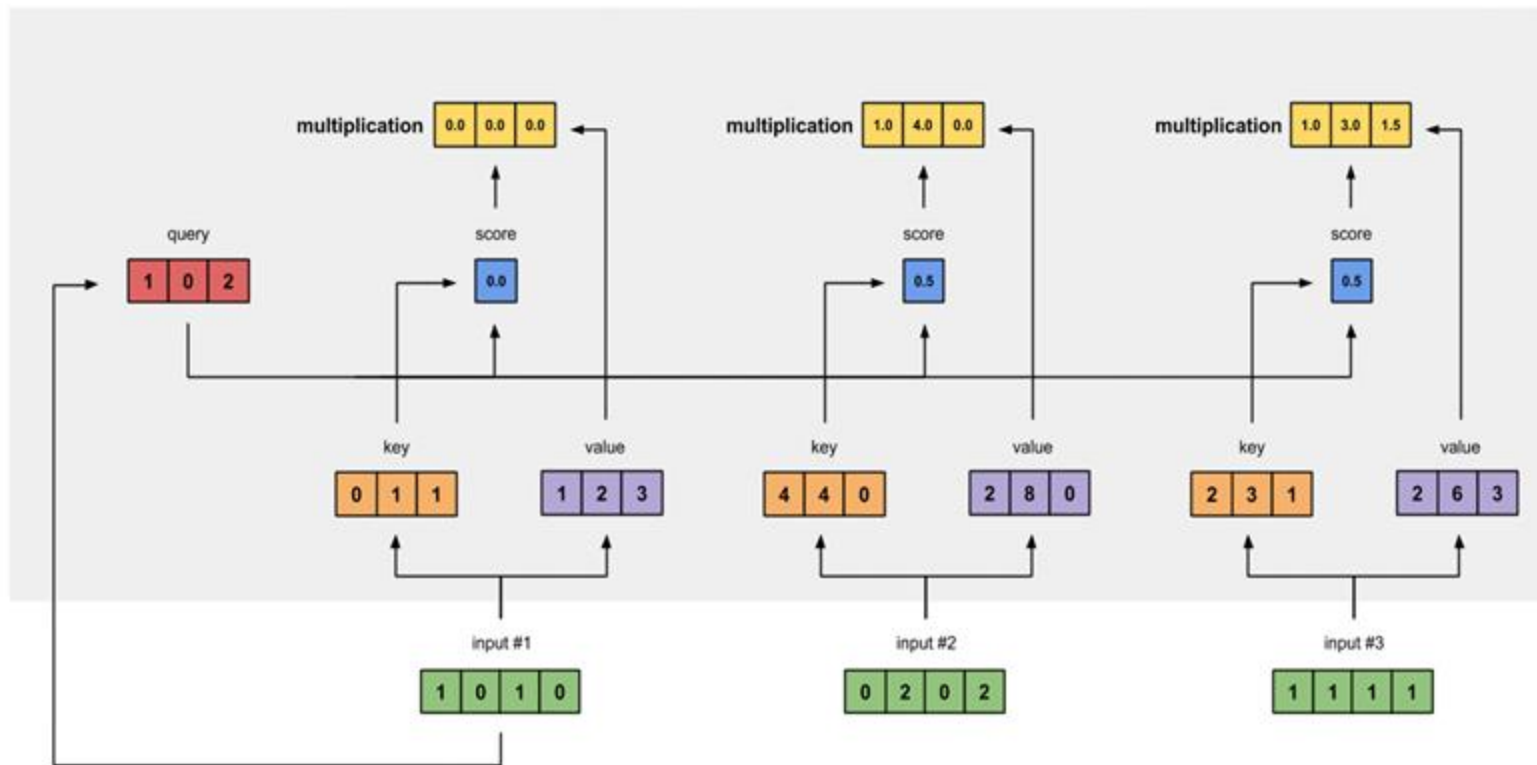 multiplication 0.0 0.0 0.0 multiplication 1.0 4.0 0.0 multiplication 1.0 3.0 1.5
query score score score
1 0 2 0.0 0.5 0.5
key value key value key value
0 1 1 1 2 3 4 4 0 2 8 0 2 3 1 2 6 3
input #1 input #2 input #3
1 0 1 0 0 2 0 2 1 1 1 1